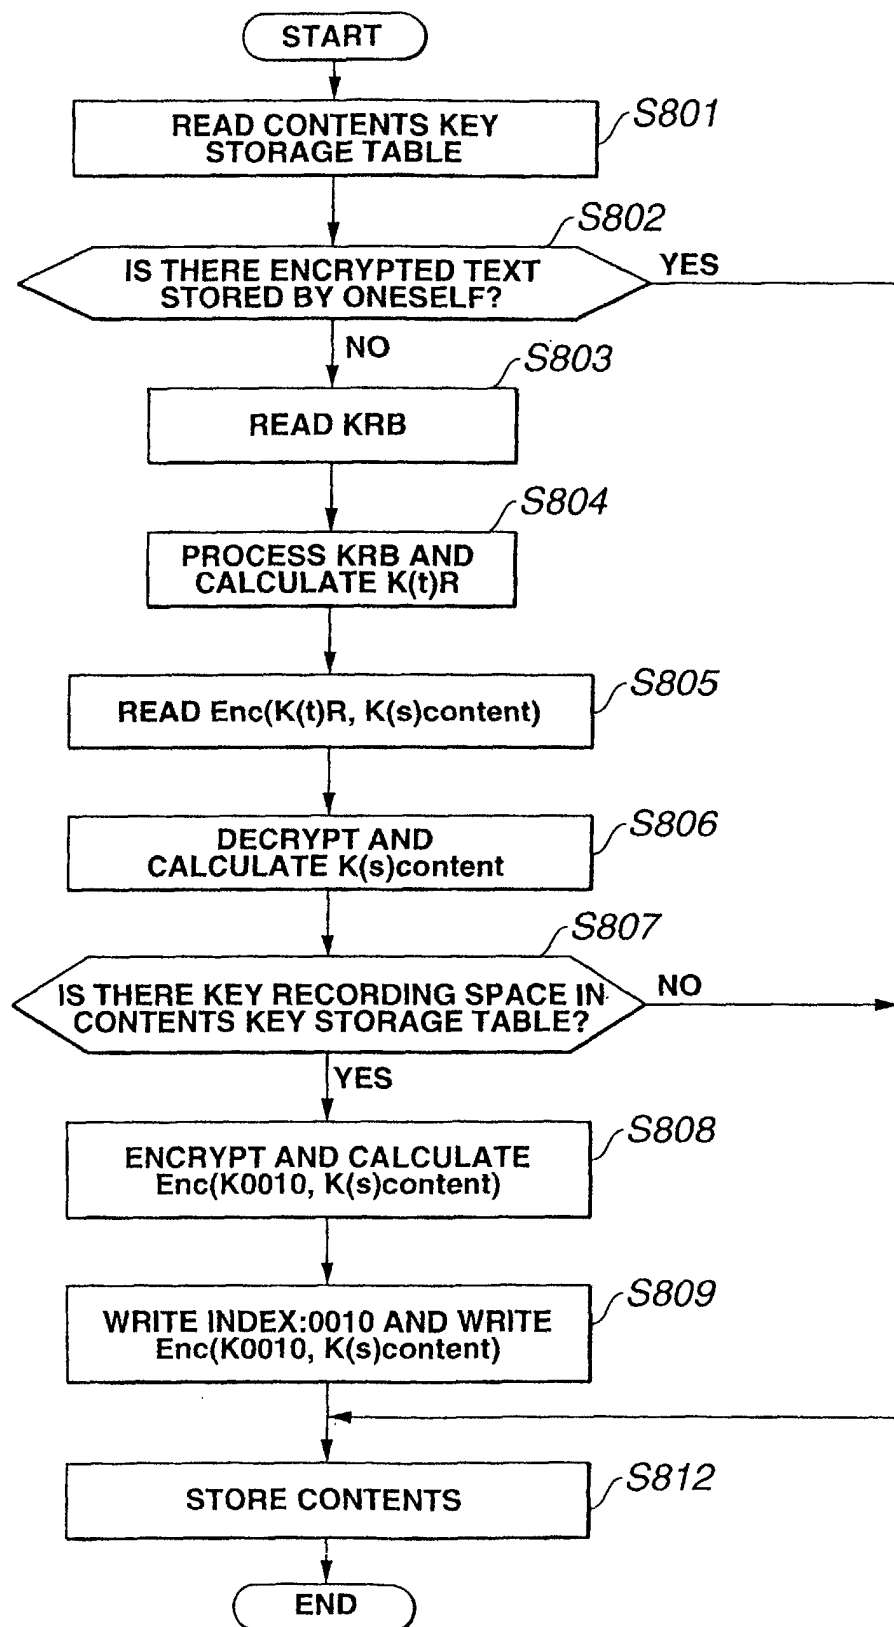 START
READ CONTENTS KEY
STORAGE TABLE
S801
S802
IS THERE ENCRYPTED TEXT
STORED BY ONESELF?
YES
NO
S803
READ KRB
S804
PROCESS KRB AND
CALCULATE K(t)R
S805
READ Enc(K(t)R, K(s)content)
S806
DECRYPT AND
CALCULATE K(s)content
S807
IS THERE KEY RECORDING SPACE IN
CONTENTS KEY STORAGE TABLE?
NO
YES
S808
ENCRYPT AND CALCULATE
Enc(K0010, K(s)content)
S809
WRITE INDEX:0010 AND WRITE
Enc(K0010, K(s)content)
S812
STORE CONTENTS
END